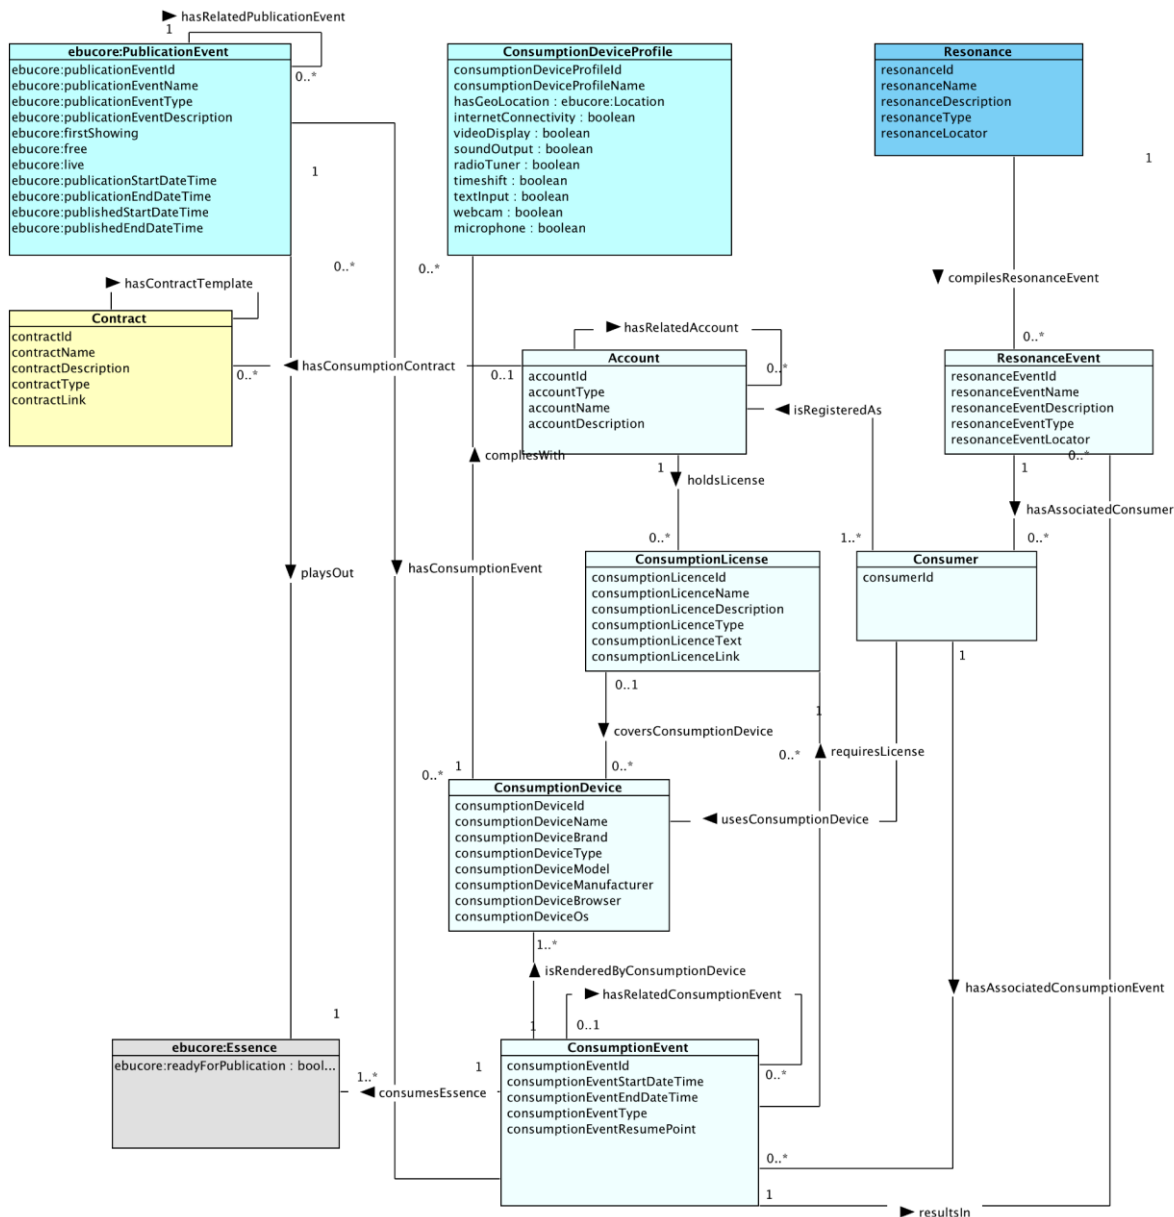 hasRelatedPublicationEvent
1
ebucore:PublicationEvent
ebucore:publicationEventId
ebucore:publicationEventName
ebucore:publicationEventType
ebucore:publicationEventDescription
ebucore:firstShowing
ebucore:free
ebucore:live
ebucore:publicationStartDateTime
ebucore:publicationEndDateTime
ebucore:publishedStartDateTime
ebucore:publishedEndDateTime
0..*
1
0..*
ConsumptionDeviceProfile
consumptionDeviceProfileId
consumptionDeviceProfileName
hasGeoLocation : ebucore:Location
internetConnectivity : boolean
videoDisplay : boolean
soundOutput : boolean
radioTuner : boolean
timeshift : boolean
textInput : boolean
webcam : boolean
microphone : boolean
0..*
Resonance
resonanceId
resonanceName
resonanceDescription
resonanceType
resonanceLocator
1
compilesResonanceEvent
0..*
hasContractTemplate
Contract
contractId
contractName
contractDescription
contractType
contractLink
0..*
hasConsumptionContract
0..1
hasRelatedAccount
0..*
Account
accountId
accountType
accountName
accountDescription
isRegisteredAs
ResonanceEvent
resonanceEventId
resonanceEventName
resonanceEventDescription
resonanceEventType
resonanceEventLocator
0..*
1
hasAssociatedConsumer
0..*
compliesWith
1
holdsLicense
0..*
1..*
playsOut
hasConsumptionEvent
ConsumptionLicense
consumptionLicenceId
consumptionLicenceName
consumptionLicenceDescription
consumptionLicenceType
consumptionLicenceText
consumptionLicenceLink
Consumer
consumerId
1
0..1
1
coversConsumptionDevice
0..*
requiresLicense
0..*
0..*
1
ConsumptionDevice
consumptionDeviceId
consumptionDeviceName
consumptionDeviceBrand
consumptionDeviceType
consumptionDeviceModel
consumptionDeviceManufacturer
consumptionDeviceBrowser
consumptionDeviceOs
usesConsumptionDevice
1..*
isRenderedByConsumptionDevice
hasRelatedConsumptionEvent
hasAssociatedConsumptionEvent
1
1
0..1
ebucore:Essence
ebucore:readyForPublication : bool...
1..*
consumesEssence
1
ConsumptionEvent
consumptionEventId
consumptionEventStartDateTime
consumptionEventEndDateTime
consumptionEventType
consumptionEventResumePoint
0..*
0..*
1
resultsIn